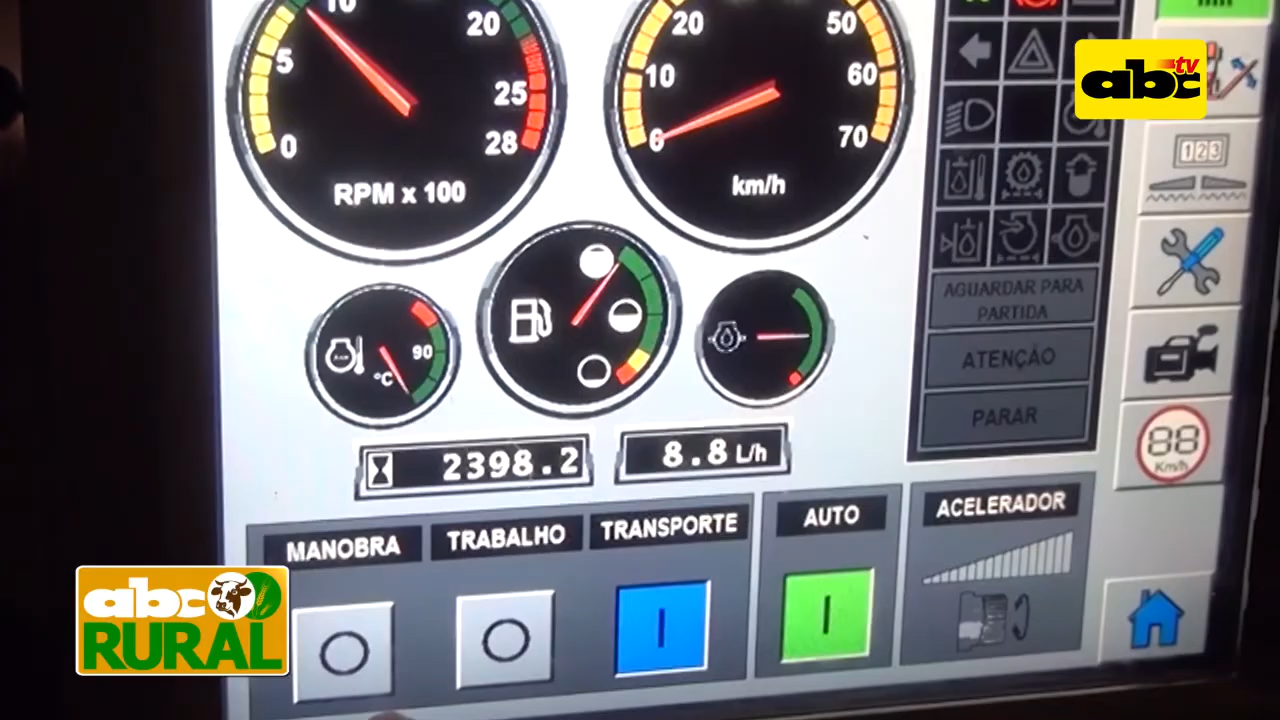 10
20
5
25
0
28
RPM x 100
20
50
10
60
0
70
km/h
abc tv
123
AGUARDAR PARA
PARTIDA
ATENÇÃO
PARAR
90
°C
88
Km/h
2398.2
8.8 L/h
MANOBRA
TRABALHO
TRANSPORTE
AUTO
ACELERADOR
abc
RURAL